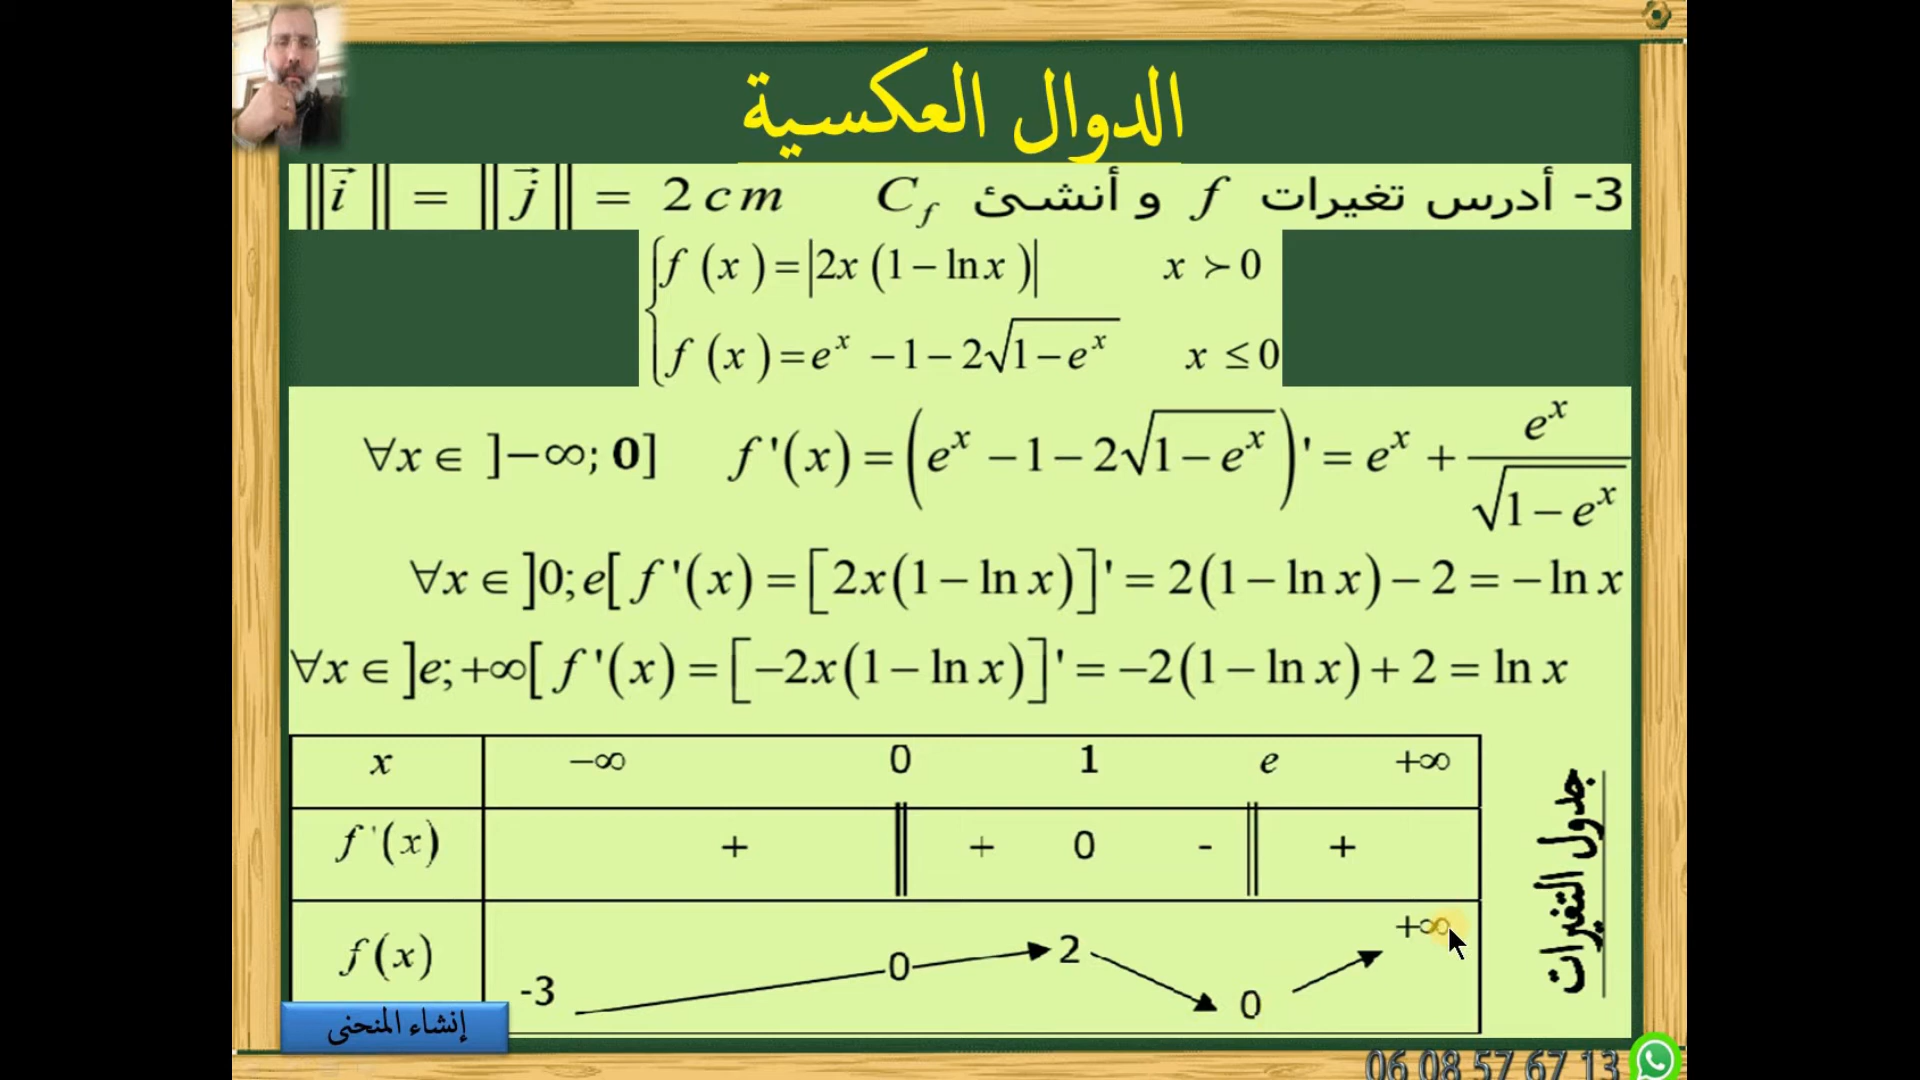 الدوال العكسية
3- أدرس تغيرات f و أنشئ C_f ‖i⃗‖ = ‖j⃗‖ = 2 cm
f(x) = |2x(1 − ln x)| x ≻ 0
f(x) = e^x − 1 − 2√(1 − e^x) x ≤ 0
∀x ∈ ]−∞; 0] f'(x) = (e^x − 1 − 2√(1 − e^x))' = e^x + e^x/√(1 − e^x)
∀x ∈ ]0; e[ f'(x) = [2x(1 − ln x)]' = 2(1 − ln x) − 2 = −ln x
∀x ∈ ]e; +∞[ f'(x) = [−2x(1 − ln x)]' = −2(1 − ln x) + 2 = ln x
x −∞ 0 1 e +∞
f'(x) + + 0 - +
f(x) -3 0 2 0 +∞
جدول التغيرات
إنشاء المنحنى
06 08 57 67 13